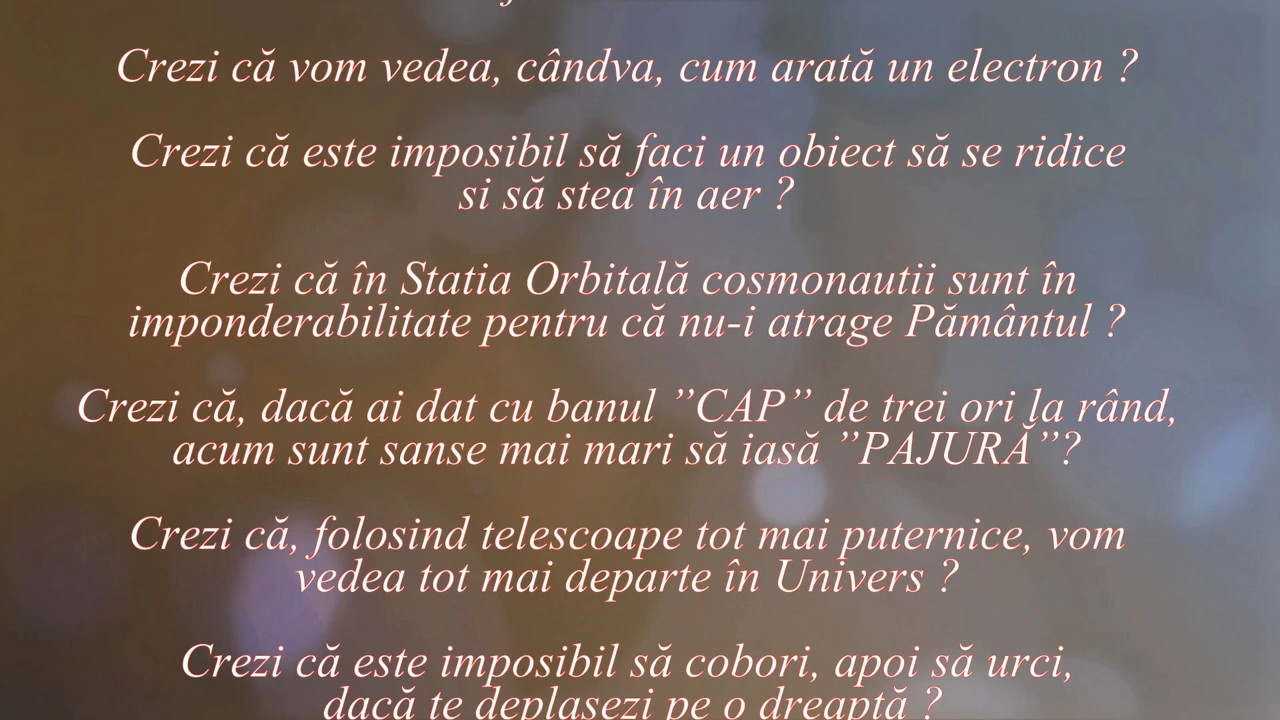 Crezi că vom vedea, cândva, cum arată un electron ?
Crezi că este imposibil să faci un obiect să se ridice
si să stea în aer ?
Crezi că în Statia Orbitală cosmonautii sunt în
imponderabilitate pentru că nu-i atrage Pământul ?
Crezi că, dacă ai dat cu banul ”CAP” de trei ori la rând,
acum sunt sanse mai mari să iasă ”PAJURĂ”?
Crezi că, folosind telescoape tot mai puternice, vom
vedea tot mai departe în Univers ?
Crezi că este imposibil să cobori, apoi să urci,
dacă te deplasezi pe o dreaptă ?